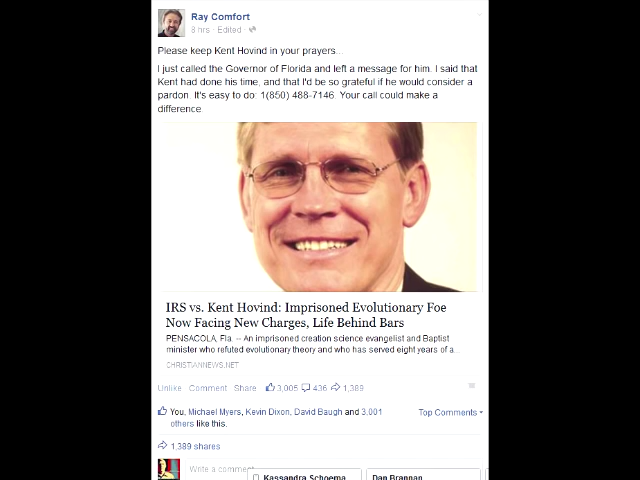 Ray Comfort
8 hrs · Edited ·
Please keep Kent Hovind in your prayers...
I just called the Governor of Florida and left a message for him. I said that
Kent had done his time, and that I'd be so grateful if he would consider a
pardon. It's easy to do: 1(850) 488-7146. Your call could make a
difference.
IRS vs. Kent Hovind: Imprisoned Evolutionary Foe
Now Facing New Charges, Life Behind Bars
PENSACOLA, Fla. – An imprisoned creation science evangelist and Baptist
minister who refuted evolutionary theory and who has served eight years of a...
CHRISTIANNEWS.NET
Unlike Comment Share 3,005 436 1,389
You, Michael Myers, Kevin Dixon, David Baugh and 3,001 Top Comments
others like this.
1,389 shares
Write a comment
Kassandra Schoema Dan Brannan